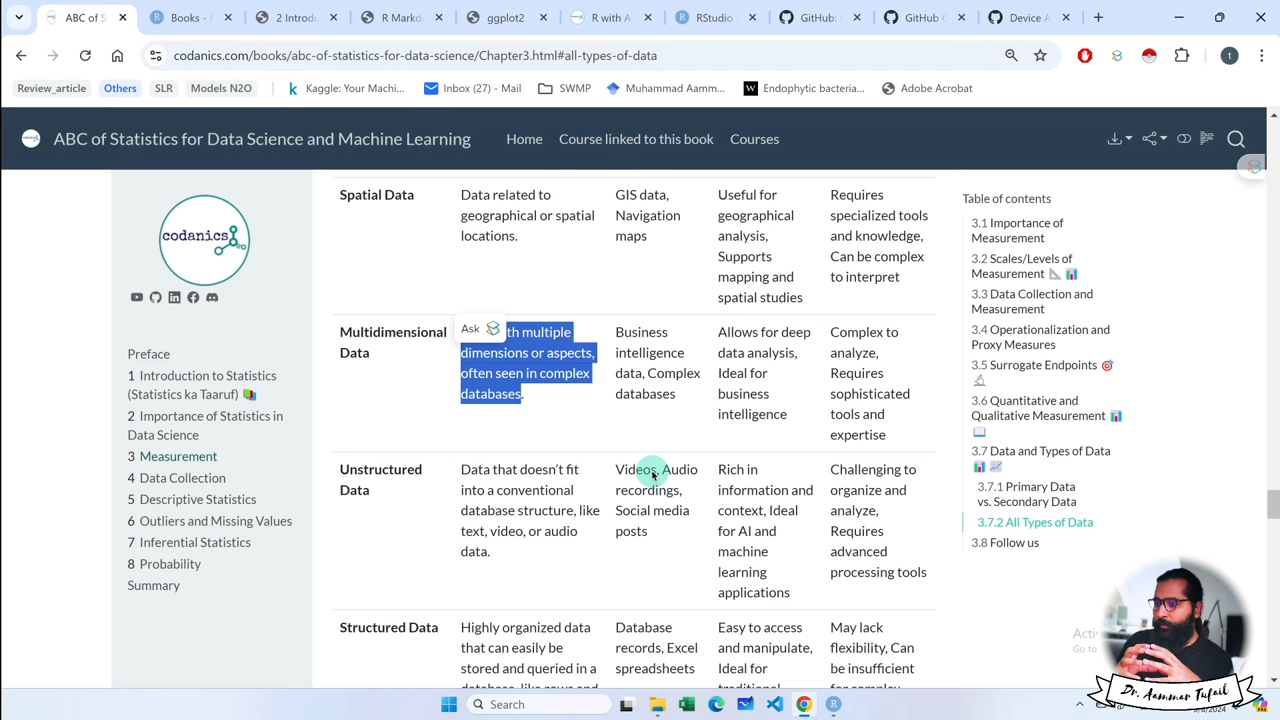 ABC of S
Books -
2 Introdu
R Markd
ggplot2
R with A
RStudio
GitHub: l
GitHub C
Device A
codanics.com/books/abc-of-statistics-for-data-science/Chapter3.html#all-types-of-data
t
Review_article
Others
SLR
Models N2O
Kaggle: Your Machi...
Inbox (27) - Mail
SWMP
Muhammad Aamm...
Endophytic bacteria...
Adobe Acrobat
ABC of Statistics for Data Science and Machine Learning
Home
Course linked to this book
Courses
codanics
Preface
1 Introduction to Statistics
(Statistics ka Taaruf)
2 Importance of Statistics in
Data Science
3 Measurement
4 Data Collection
5 Descriptive Statistics
6 Outliers and Missing Values
7 Inferential Statistics
8 Probability
Summary
Spatial Data
Data related to
geographical or spatial
locations.
GIS data,
Navigation
maps
Useful for
geographical
analysis,
Supports
mapping and
spatial studies
Requires
specialized tools
and knowledge,
Can be complex
to interpret
Multidimensional
Data
Ask
th multiple
dimensions or aspects,
often seen in complex
databases.
Business
intelligence
data, Complex
databases
Allows for deep
data analysis,
Ideal for
business
intelligence
Complex to
analyze,
Requires
sophisticated
tools and
expertise
Unstructured
Data
Data that doesn't fit
into a conventional
database structure, like
text, video, or audio
data.
Videos, Audio
recordings,
Social media
posts
Rich in
information and
context, Ideal
for AI and
machine
learning
applications
Challenging to
organize and
analyze,
Requires
advanced
processing tools
Structured Data
Highly organized data
that can easily be
stored and queried in a
Database
records, Excel
spreadsheets
Easy to access
and manipulate,
Ideal for
May lack
flexibility, Can
be insufficient
Table of contents
3.1 Importance of
Measurement
3.2 Scales/Levels of
Measurement
3.3 Data Collection and
Measurement
3.4 Operationalization and
Proxy Measures
3.5 Surrogate Endpoints
3.6 Quantitative and
Qualitative Measurement
3.7 Data and Types of Data
3.7.1 Primary Data
vs. Secondary Data
3.7.2 All Types of Data
3.8 Follow us
Acti
Go to
Dr. Aammar Tufail
Search